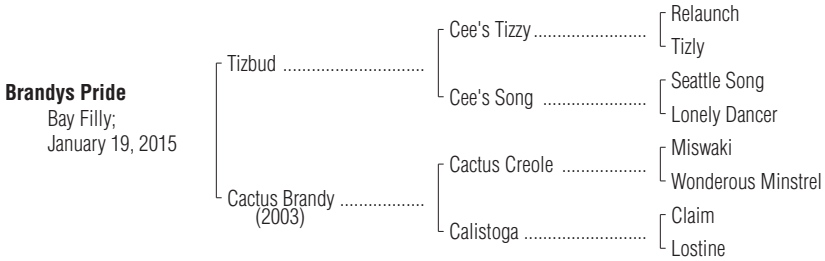 Brandys Pride
Bay Filly;
January 19, 2015
Tizbud ..............................
Cactus Brandy ..................
(2003)
Cee's Tizzy ........................
Cee's Song ......................
Cactus Creole ..................
Calistoga ..........................
Relaunch
Tizly
Seattle Song
Lonely Dancer
Miswaki
Wonderous Minstrel
Claim
Lostine